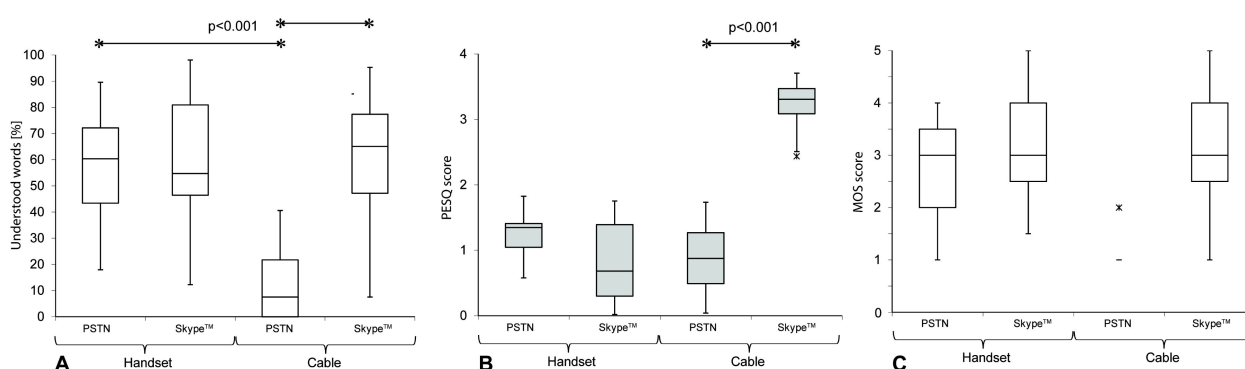 p<0.001
Understood words [%]
100
90
80
70
60
50
40
30
20
10
0
PSTN
Skype™
PSTN
Skype™
Handset
Cable
A
p<0.001
PESQ score
4
3
2
1
0
PSTN
Skype™
PSTN
Skype™
Handset
Cable
B
MOS score
5
4
3
2
1
0
PSTN
Skype™
PSTN
Skype™
Handset
Cable
C